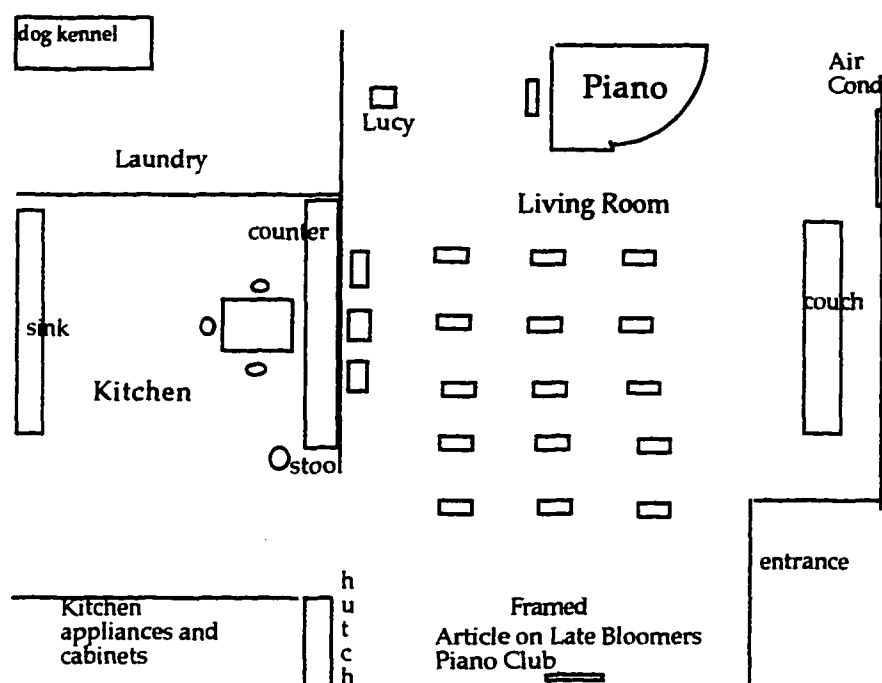 dog kennel
Air
Cond
Piano
Lucy
Laundry
Living Room
counter
couch
sink
Kitchen
stool
entrance
h
u
t
c
h
Kitchen
appliances and
cabinets
Framed
Article on Late Bloomers
Piano Club